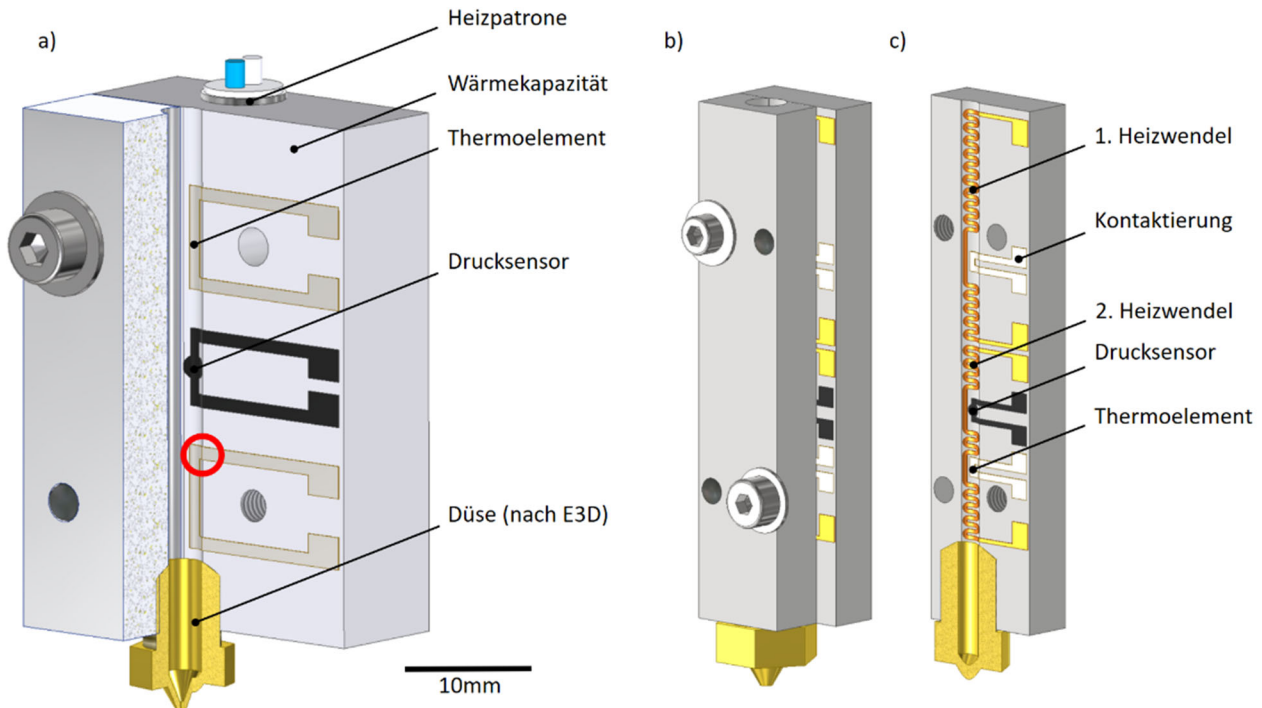 a)
Heizpatrone
Wärmekapazität
Thermoelement
Drucksensor
Düse (nach E3D)
10mm
b)
c)
1. Heizwendel
Kontaktierung
2. Heizwendel
Drucksensor
Thermoelement